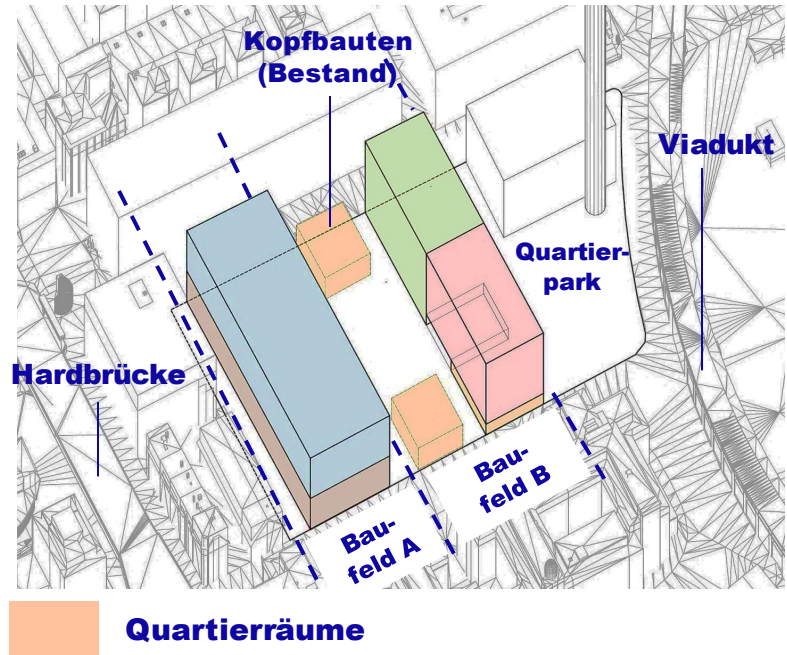 Kopfbauten
(Bestand)
Viadukt
Quartier-
park
Hardbrücke
Bau-
feld B
Bau-
feld A
Quartierräume